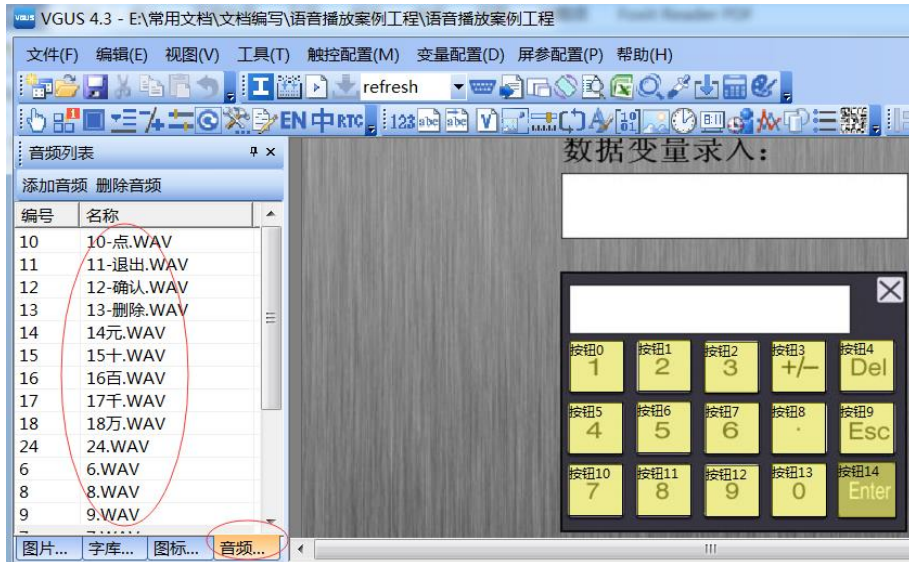 VGUS 4.3 - E:\常用文档\文档编写\语音播放案例工程\语音播放案例工程
文件(F) 编辑(E) 视图(V) 工具(T) 触控配置(M) 变量配置(D) 屏参配置(P) 帮助(H)
refresh
EN 中 RTC 123 abc abc V
音频列表
添加音频 删除音频
编号 名称
10 10-点.WAV
11 11-退出.WAV
12 12-确认.WAV
13 13-删除.WAV
14 14元.WAV
15 15十.WAV
16 16百.WAV
17 17千.WAV
18 18万.WAV
24 24.WAV
6 6.WAV
8 8.WAV
9 9.WAV
图片... 字库... 图标... 音频...
数据变量录入：
按钮0 按钮1 按钮2 按钮3 按钮4
1 2 3 +/- Del
按钮5 按钮6 按钮7 按钮8 按钮9
4 5 6 . Esc
按钮10 按钮11 按钮12 按钮13 按钮14
7 8 9 0 Enter